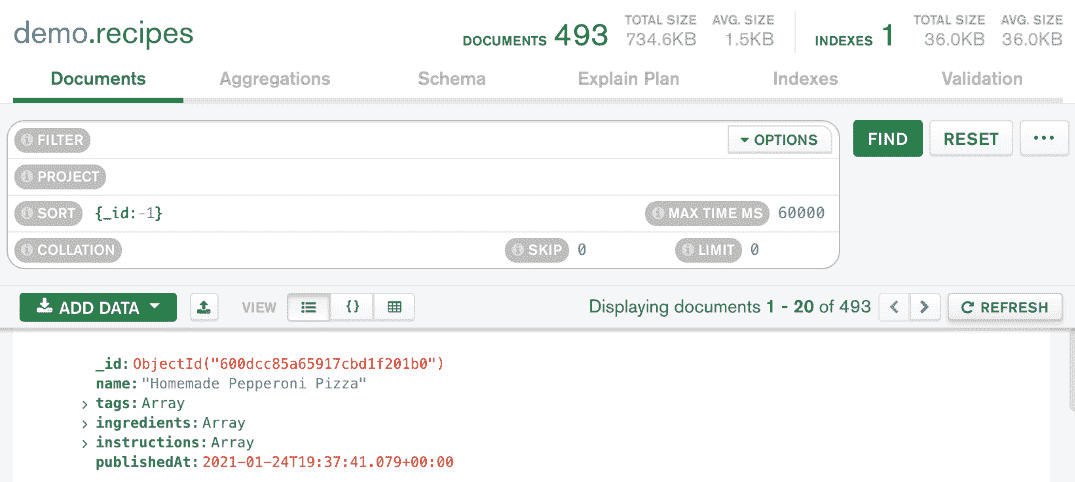 demo.recipes
DOCUMENTS 493 TOTAL SIZE 734.6KB AVG. SIZE 1.5KB INDEXES 1 TOTAL SIZE 36.0KB AVG. SIZE 36.0KB
Documents Aggregations Schema Explain Plan Indexes Validation
FILTER OPTIONS FIND RESET ...
PROJECT
SORT {_id:-1} MAX TIME MS 60000
COLLATION SKIP 0 LIMIT 0
ADD DATA VIEW {} Displaying documents 1 - 20 of 493 < > REFRESH
_id: ObjectId("600dcc85a65917cbd1f201b0")
name: "Homemade Pepperoni Pizza"
> tags: Array
> ingredients: Array
> instructions: Array
publishedAt: 2021-01-24T19:37:41.079+00:00